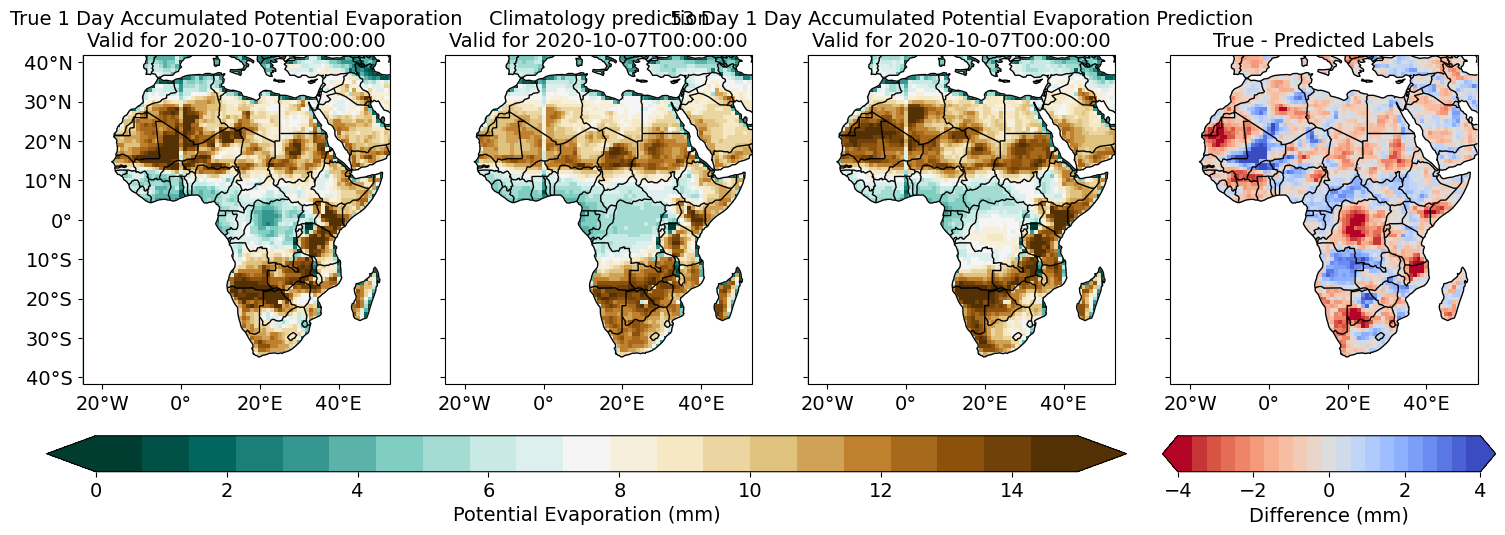 True 1 Day Accumulated Potential Evaporation
Valid for 2020-10-07T00:00:00
Climatology prediction
Valid for 2020-10-07T00:00:00
53 Day 1 Day Accumulated Potential Evaporation Prediction
Valid for 2020-10-07T00:00:00
True - Predicted Labels
40°N
30°N
20°N
10°N
0°
10°S
20°S
30°S
40°S
20°W 0° 20°E 40°E
20°W 0° 20°E 40°E
20°W 0° 20°E 40°E
20°W 0° 20°E 40°E
0 2 4 6 8 10 12 14
Potential Evaporation (mm)
−4 −2 0 2 4
Difference (mm)